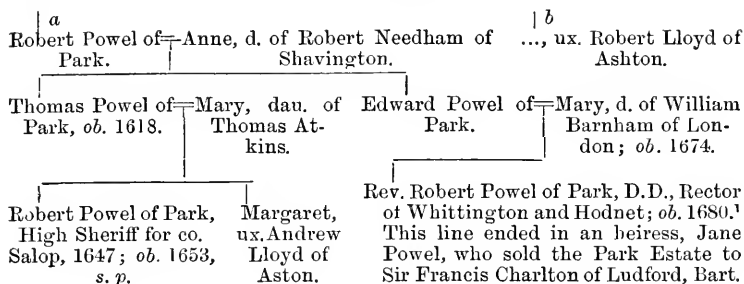 a
b
Robert Powel of=Anne, d. of Robert Needham of ..., ux. Robert Lloyd of
Park. Shavington. Ashton.
Thomas Powel of=Mary, dau. of Edward Powel of=Mary, d. of William
Park, ob. 1618. Thomas At- Park. Barnham of Lon-
kins. don; ob. 1674.
Robert Powel of Park, Margaret, Rev. Robert Powel of Park, D.D., Rector
High Sheriff for co. ux. Andrew of Whittington and Hodnet; ob. 1680.¹
Salop, 1647; ob. 1653, Lloyd of This line ended in an heiress, Jane
s. p. Aston. Powel, who sold the Park Estate to
Sir Francis Charlton of Ludford, Bart.